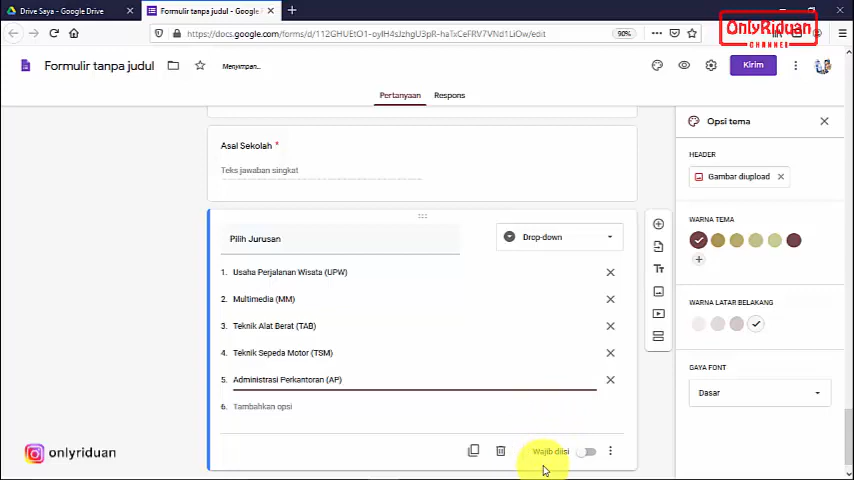 Drive Saya - Google Drive
Formulir tanpa judul - Google F
OnlyRiduan
CHANNEL
https://docs.google.com/forms/d/112GHUEtO1-oylH4sJzhgU3pR-haTxCeFRV7VNd1LiOw/edit
90%
Formulir tanpa judul
Menyimpan...
Kirim
Pertanyaan
Respons
Opsi tema
Asal Sekolah *
Teks jawaban singkat
HEADER
Gambar diupload
Pilih Jurusan
Drop-down
WARNA TEMA
1. Usaha Perjalanan Wisata (UPW)
2. Multimedia (MM)
3. Teknik Alat Berat (TAB)
4. Teknik Sepeda Motor (TSM)
5. Administrasi Perkantoran (AP)
6. Tambahkan opsi
WARNA LATAR BELAKANG
GAYA FONT
Dasar
Wajib diisi
onlyriduan